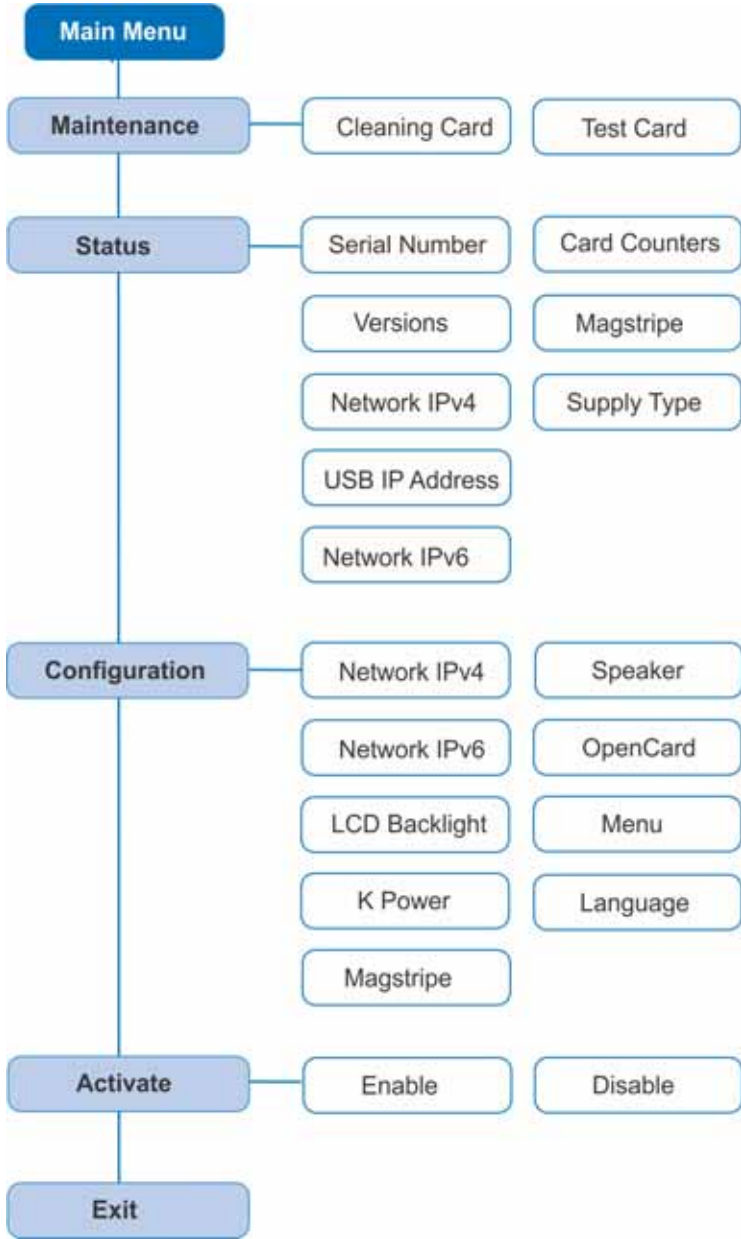 Main Menu
Maintenance
Cleaning Card
Test Card
Status
Serial Number
Card Counters
Versions
Magstripe
Network IPv4
Supply Type
USB IP Address
Network IPv6
Configuration
Network IPv4
Speaker
Network IPv6
OpenCard
LCD Backlight
Menu
K Power
Language
Magstripe
Activate
Enable
Disable
Exit